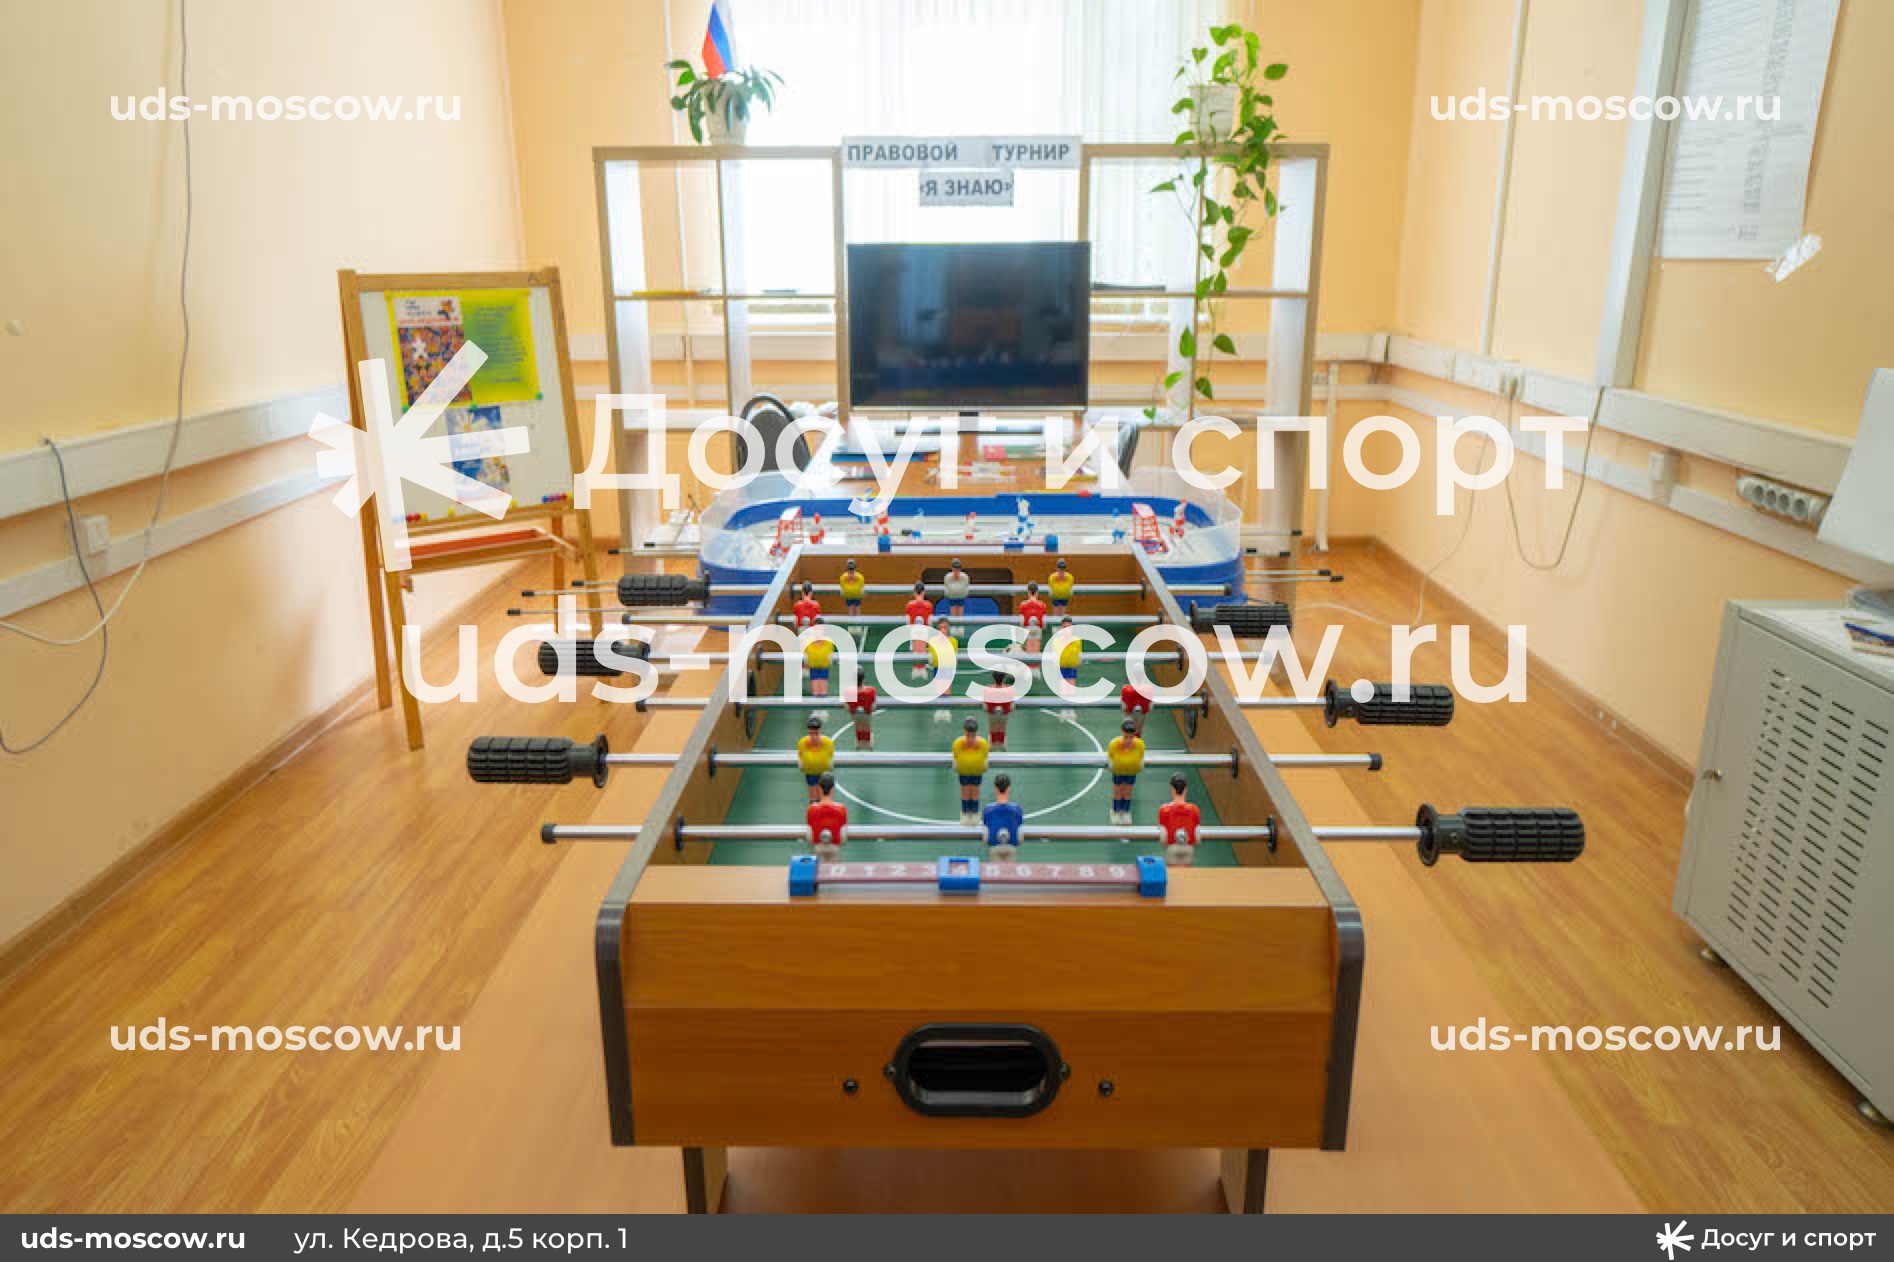 uds-moscow.ru
uds-moscow.ru
ПРАВОВОЙ ТУРНИР
«Я ЗНАЮ»
Досуг и спорт
uds-moscow.ru
0 1 2 3 4 5 6 7 8 9
uds-moscow.ru
uds-moscow.ru
uds-moscow.ru
ул. Кедрова, д.5 корп. 1
Досуг и спорт